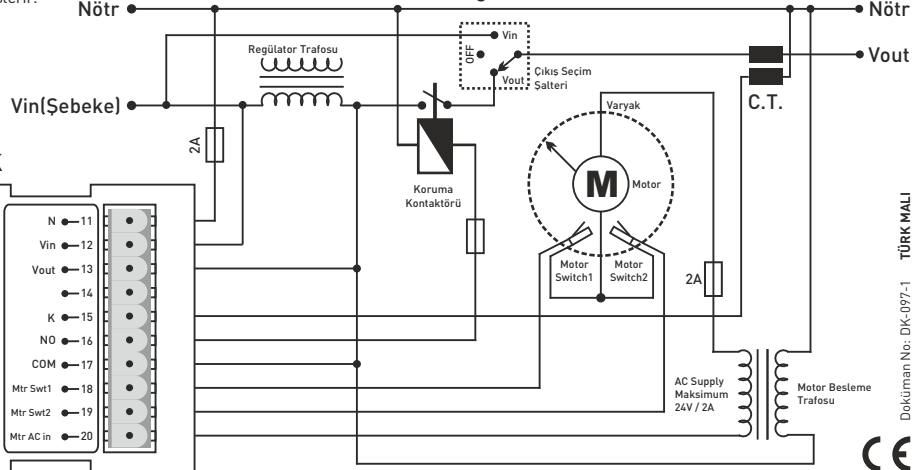 Nötr
Nötr
Vin
OFF
Vout
Çıkış Seçim
Şalteri
Regülatör Trafosu
Vout
C.T.
Vin(Şebeke)
2A
Varyak
M
Motor
Koruma
Kontaktörü
Motor
Switch1
Motor
Switch2
2A
N 11
Vin 12
Vout 13
14
K 15
NO 16
COM 17
Mtr Swt1 18
Mtr Swt2 19
Mtr AC in 20
AC Supply
Maksimum
24V / 2A
Motor Besleme
Trafosu
Doküman No: DK-097-1 TÜRK MALI
CE